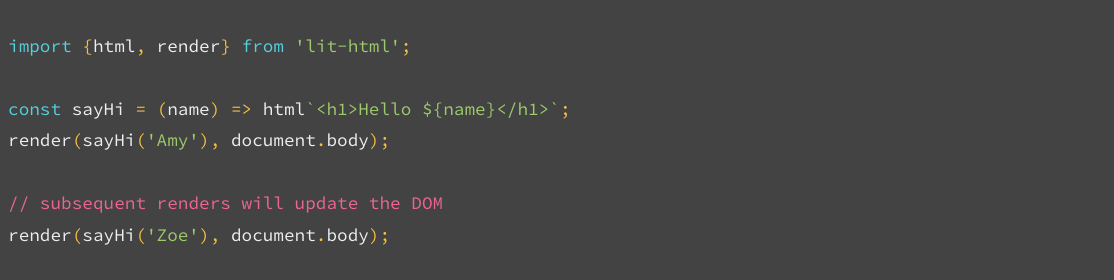 import {html, render} from 'lit-html';
const sayHi = (name) => html`<h1>Hello ${name}</h1>`;
render(sayHi('Amy'), document.body);
// subsequent renders will update the DOM
render(sayHi('Zoe'), document.body);